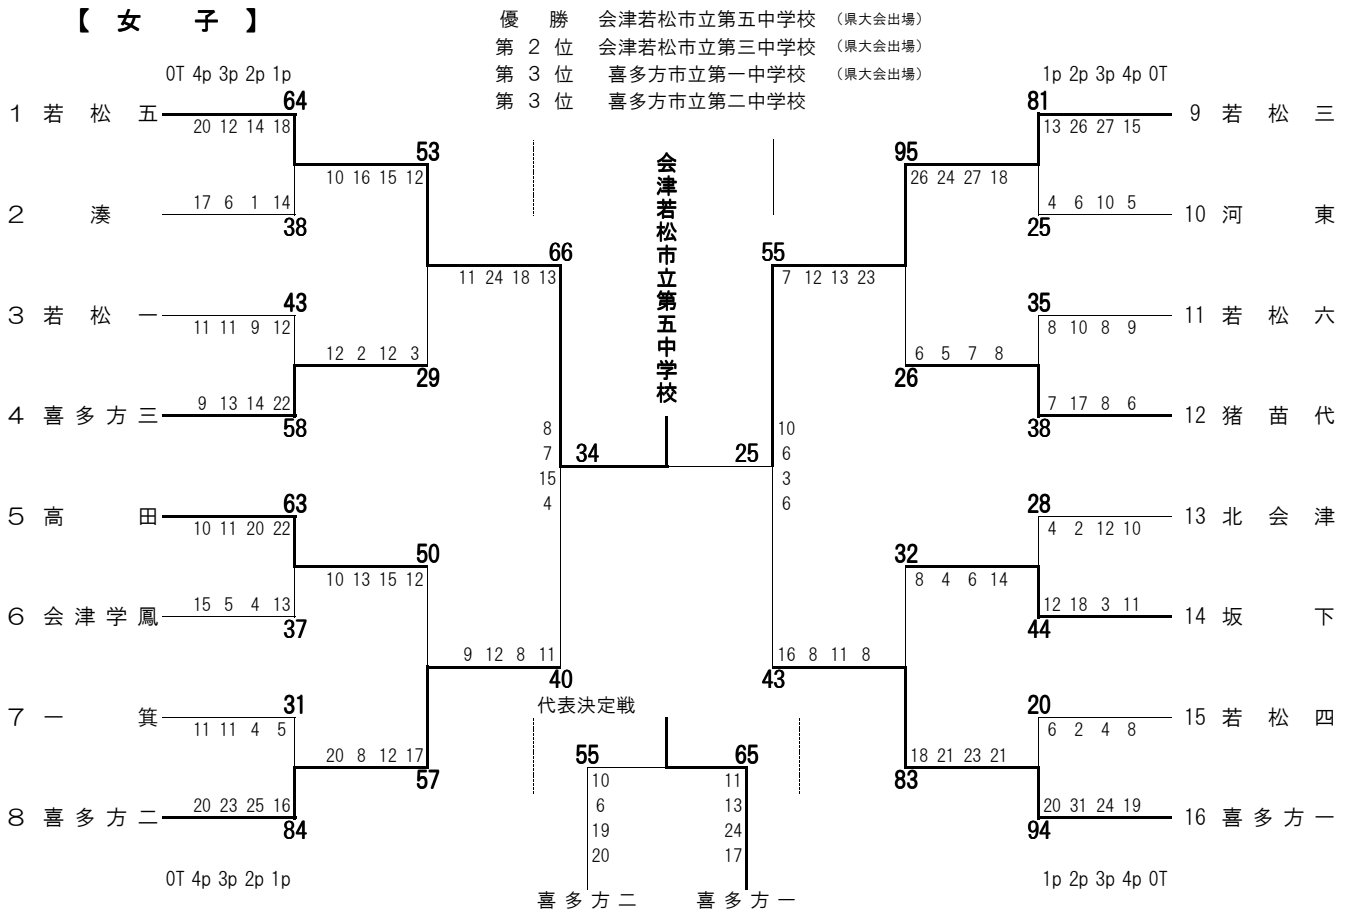 【 女 子 】
優 勝 会津若松市立第五中学校 （県大会出場）
第 2 位 会津若松市立第三中学校 （県大会出場）
第 3 位 喜多方市立第一中学校 （県大会出場）
第 3 位 喜多方市立第二中学校
OT 4p 3p 2p 1p
1p 2p 3p 4p OT
64
1 若 松 五
20 12 14 18
53
10 16 15 12
17 6 1 14
2 湊
38
66
11 24 18 13
43
3 若 松 一
11 11 9 12
12 2 12 3
29
9 13 14 22
4 喜 多 方 三
58
8
7
15
4
34
63
5 高 田
10 11 20 22
50
10 13 15 12
15 5 4 13
6 会 津 学 鳳
37
9 12 8 11
40
31
7 一 箕
11 11 4 5
20 8 12 17
57
20 23 25 16
8 喜 多 方 二
84
OT 4p 3p 2p 1p
会津若松市立第五中学校
81
9 若 松 三
13 26 27 15
95
26 24 27 18
4 6 10 5
10 河 東
25
55
7 12 13 23
35
11 若 松 六
8 10 8 9
6 5 7 8
26
7 17 8 6
12 猪 苗 代
38
25
10
6
3
6
28
13 北 会 津
4 2 12 10
32
8 4 6 14
12 18 3 11
14 坂 下
44
16 8 11 8
43
20
15 若 松 四
6 2 4 8
18 21 23 21
83
20 31 24 19
16 喜 多 方 一
94
1p 2p 3p 4p OT
代表決定戦
55 65
10 11
6 13
19 24
20 17
喜 多 方 二 喜 多 方 一